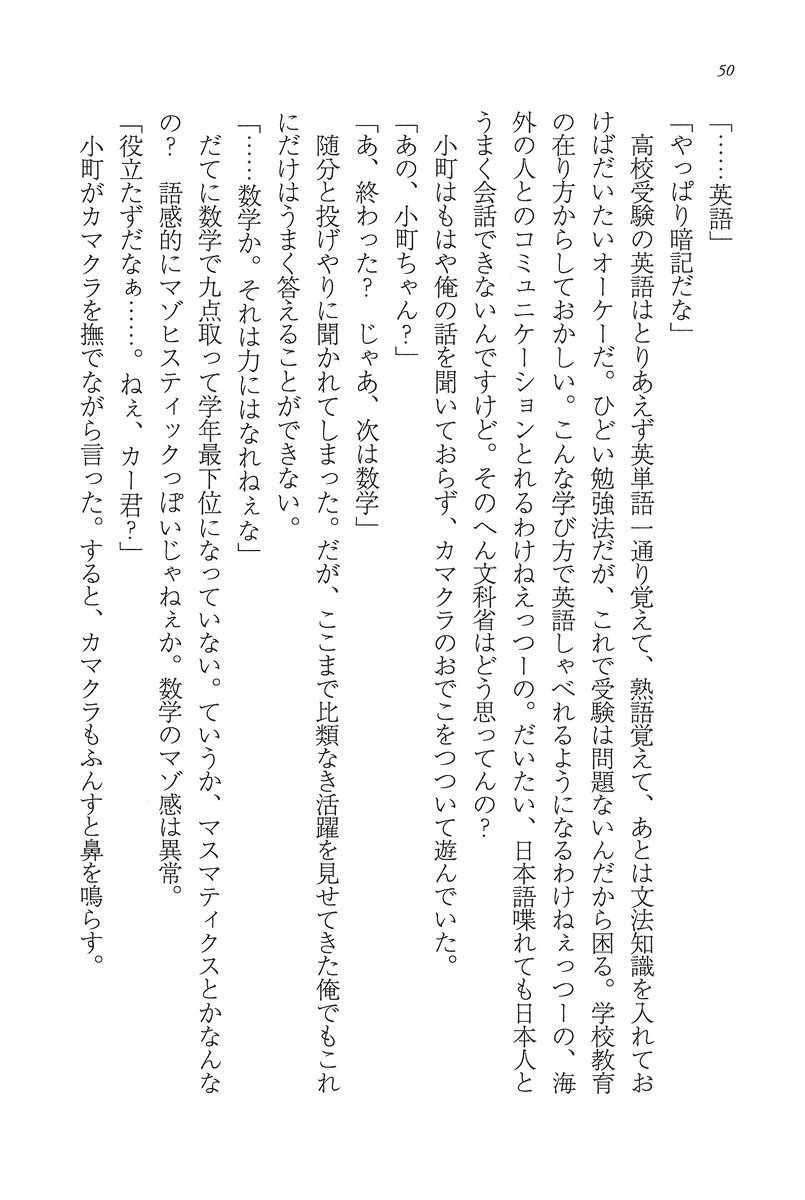 50
「……英語」
「やっぱり暗記だな」
　高校受験の英語はとりあえず英単語一通り覚えて、熟語覚えて、あとは文法知識を入れてお
けばだいたいオーケーだ。ひどい勉強法だが、これで受験は問題ないんだから困る。学校教育
の在り方からしておかしい。こんな学び方で英語しゃべれるようになるわけねぇっつーの、海
外の人とのコミュニケーションとれるわけねえっつーの。だいたい、日本語喋れても日本人と
うまく会話できないんですけど。そのへん文科省はどう思ってんの？
　小町はもはや俺の話を聞いておらず、カマクラのおでこをつついて遊んでいた。
「あの、小町ちゃん？」
「あ、終わった？　じゃあ、次は数学」
　随分と投げやりに聞かれてしまった。だが、ここまで比類なき活躍を見せてきた俺でもこれ
にだけはうまく答えることができない。
「……数学か。それは力にはなれねぇな」
　だてに数学で九点取って学年最下位になっていない。ていうか、マスマティクスとかなんな
の？　語感的にマゾヒスティックっぽいじゃねぇか。数学のマゾ感は異常。
「役立たずだなぁ……。ねぇ、カー君？」
　小町がカマクラを撫でながら言った。すると、カマクラもふんすと鼻を鳴らす。